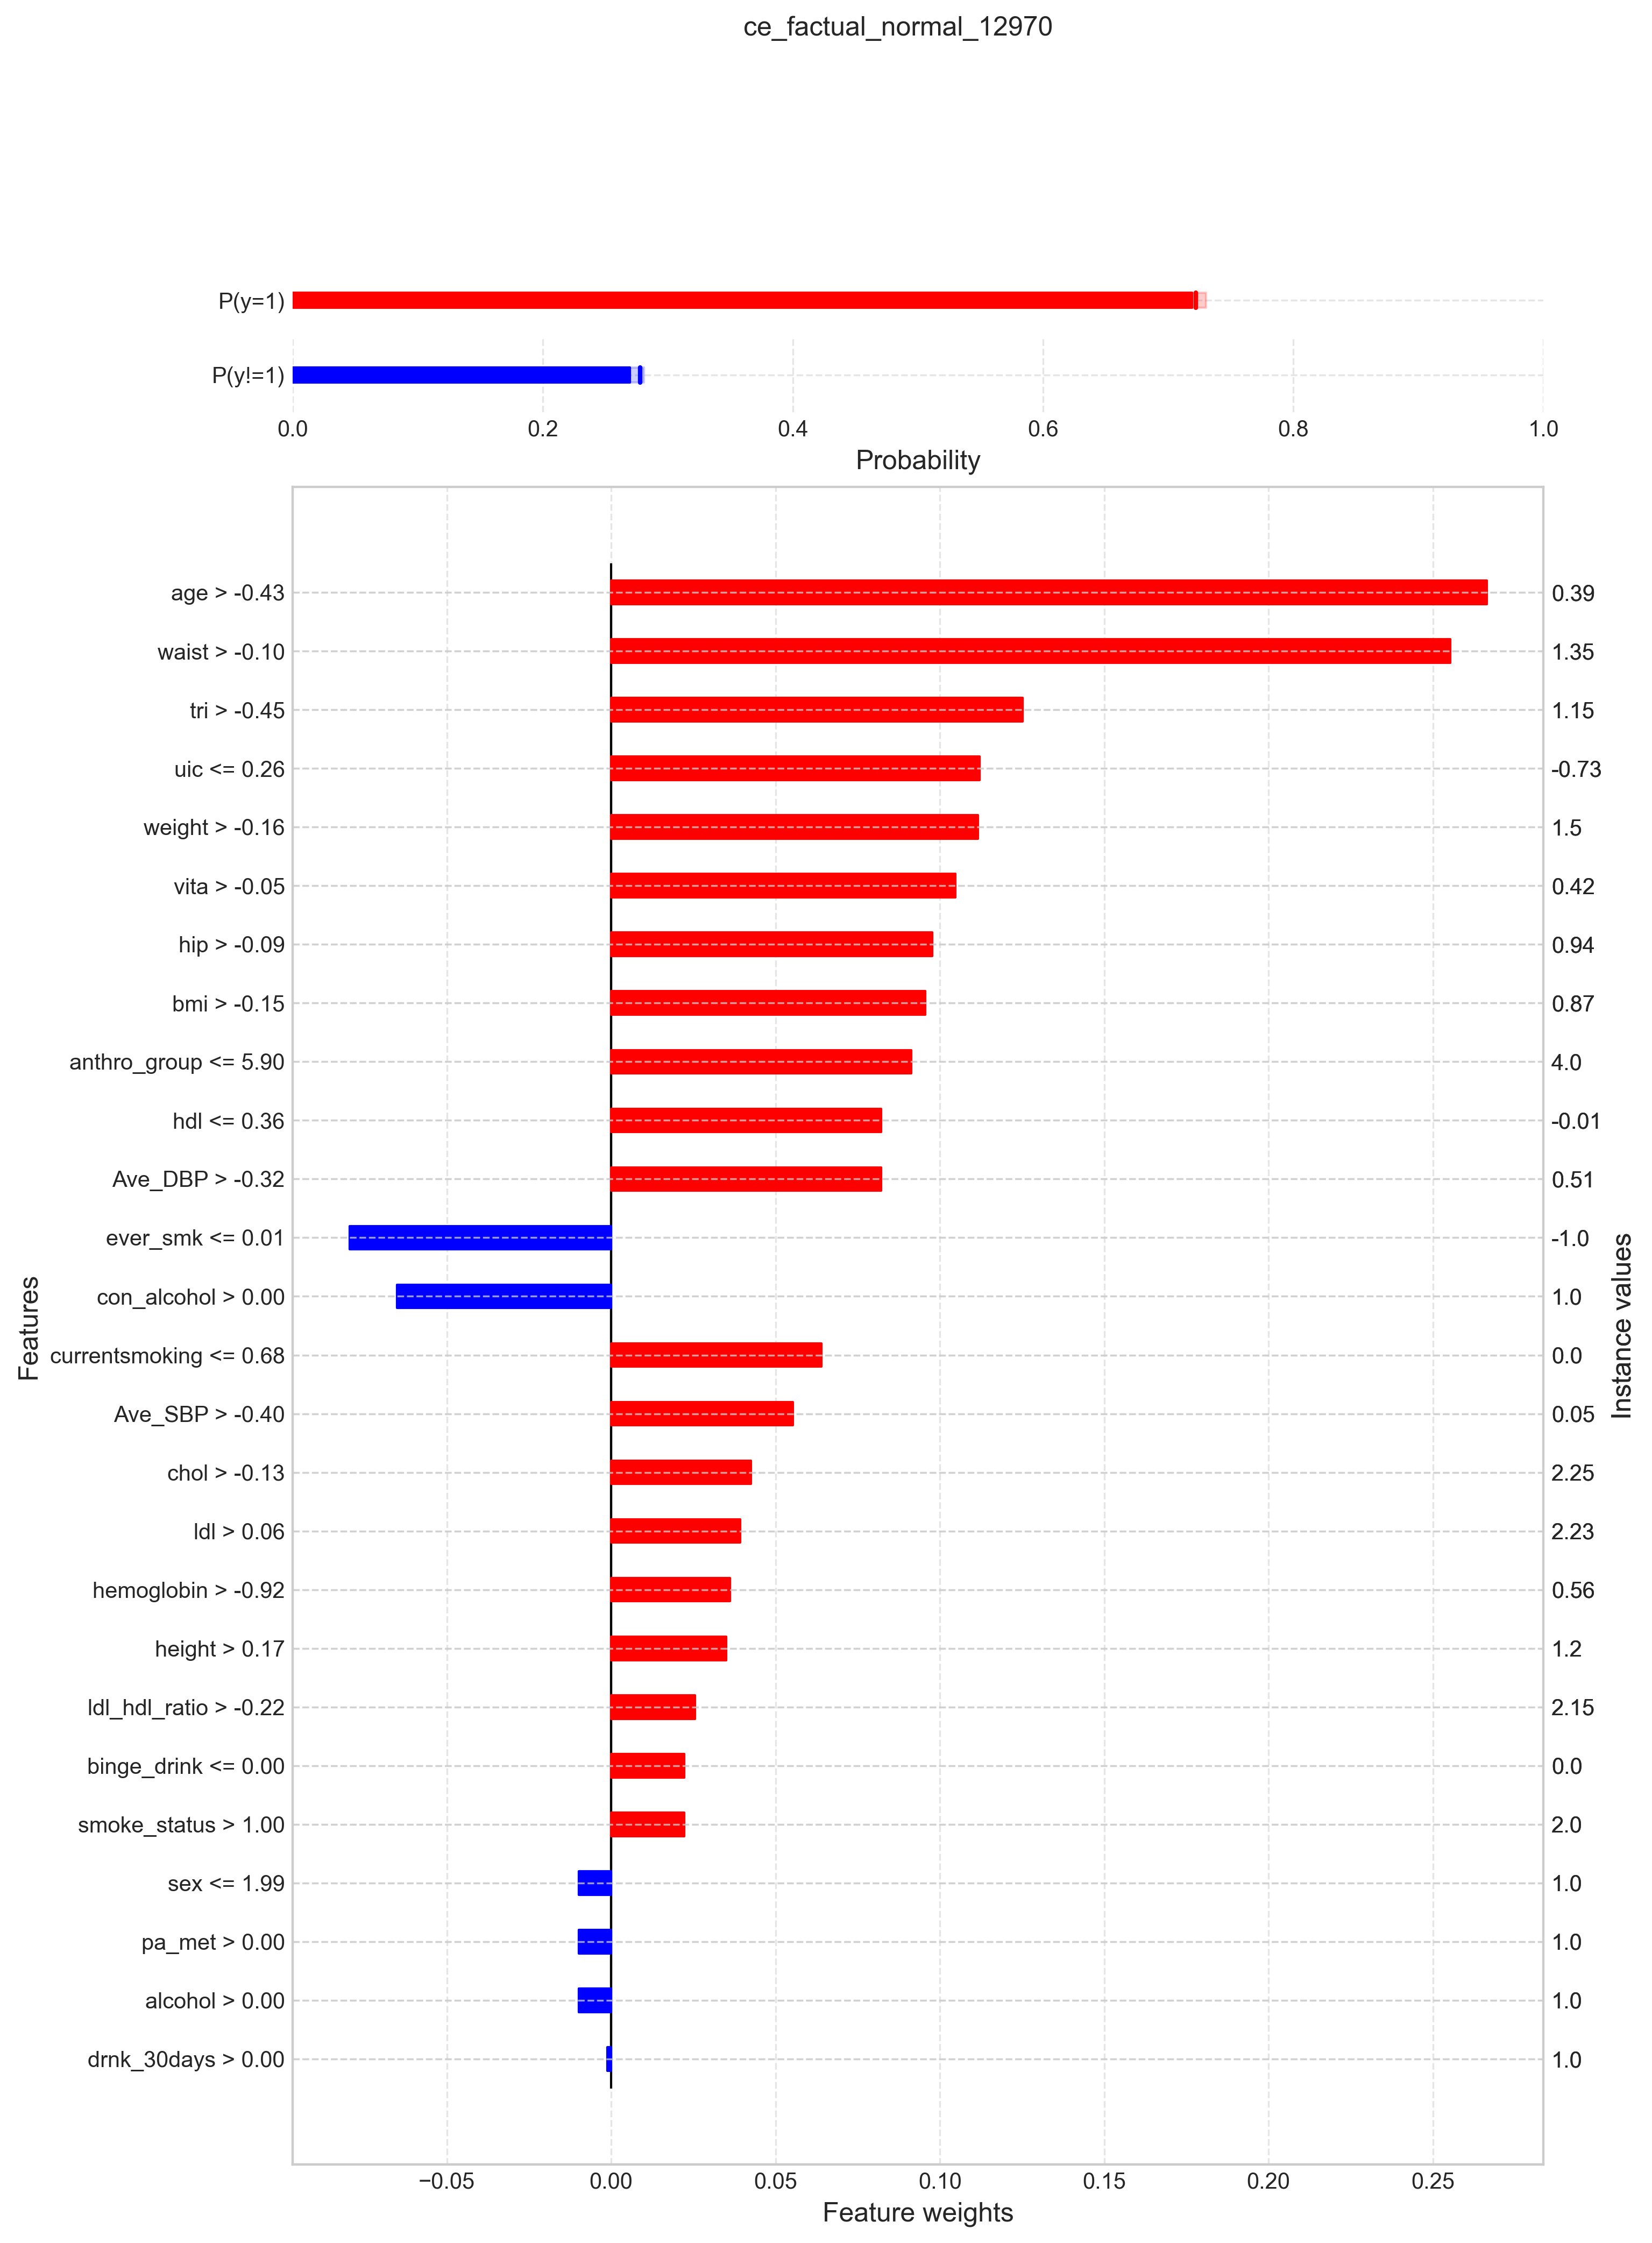 ce_factual_normal_12970
P(y=1)
P(y!=1)
0.0 0.2 0.4 0.6 0.8 1.0
Probability
age > -0.43 0.39
waist > -0.10 1.35
tri > -0.45 1.15
uic <= 0.26 -0.73
weight > -0.16 1.5
vita > -0.05 0.42
hip > -0.09 0.94
bmi > -0.15 0.87
anthro_group <= 5.90 4.0
hdl <= 0.36 -0.01
Ave_DBP > -0.32 0.51
ever_smk <= 0.01 -1.0
con_alcohol > 0.00 1.0
currentsmoking <= 0.68 0.0
Ave_SBP > -0.40 0.05
chol > -0.13 2.25
ldl > 0.06 2.23
hemoglobin > -0.92 0.56
height > 0.17 1.2
ldl_hdl_ratio > -0.22 2.15
binge_drink <= 0.00 0.0
smoke_status > 1.00 2.0
sex <= 1.99 1.0
pa_met > 0.00 1.0
alcohol > 0.00 1.0
drnk_30days > 0.00 1.0
Features
Instance values
−0.05 0.00 0.05 0.10 0.15 0.20 0.25
Feature weights